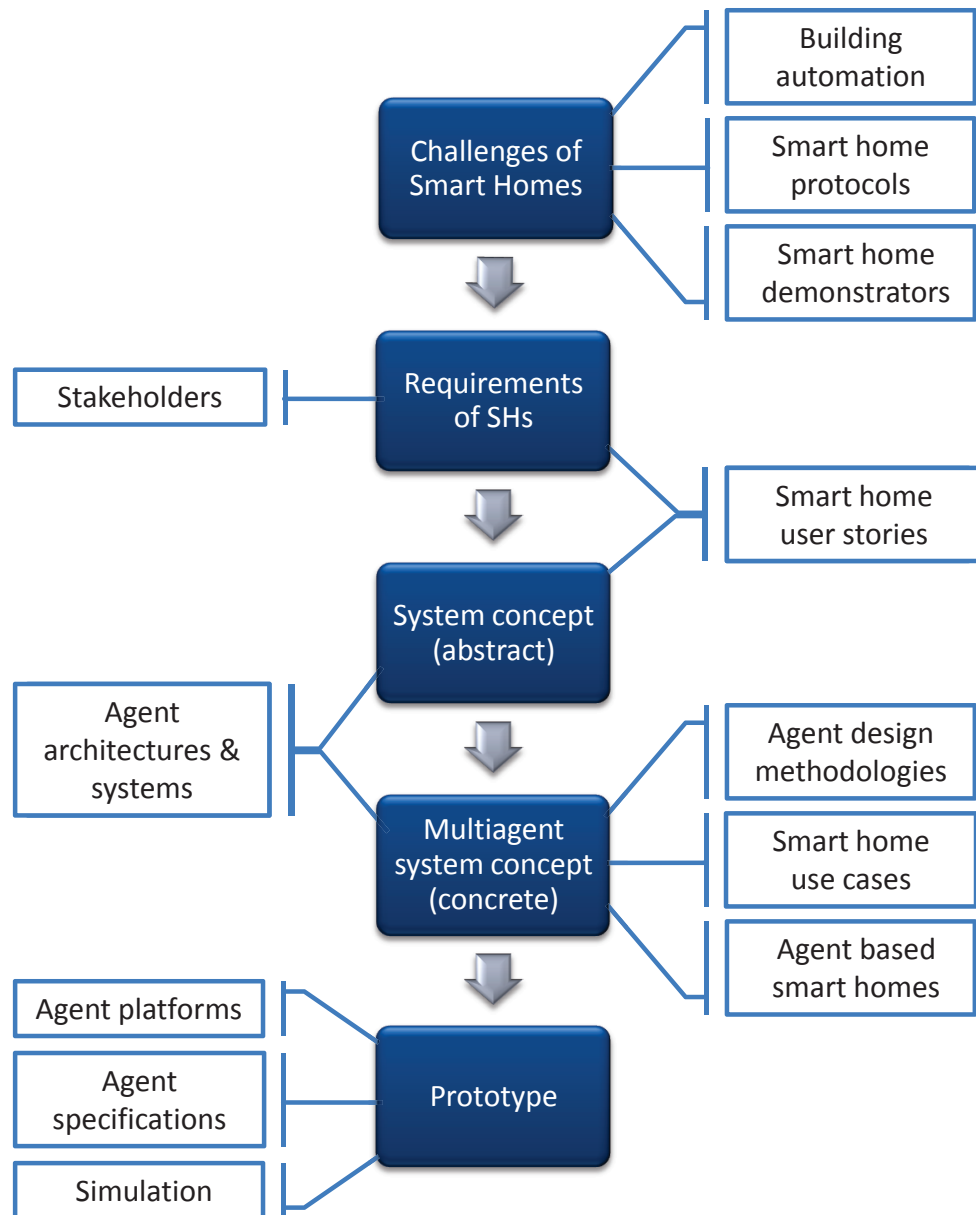 Building
automation
Challenges of
Smart Homes
Smart home
protocols
Smart home
demonstrators
Stakeholders
Requirements
of SHs
Smart home
user stories
System concept
(abstract)
Agent
architectures &
systems
Agent design
methodologies
Multiagent
system concept
(concrete)
Smart home
use cases
Agent based
smart homes
Agent platforms
Agent
specifications
Prototype
Simulation